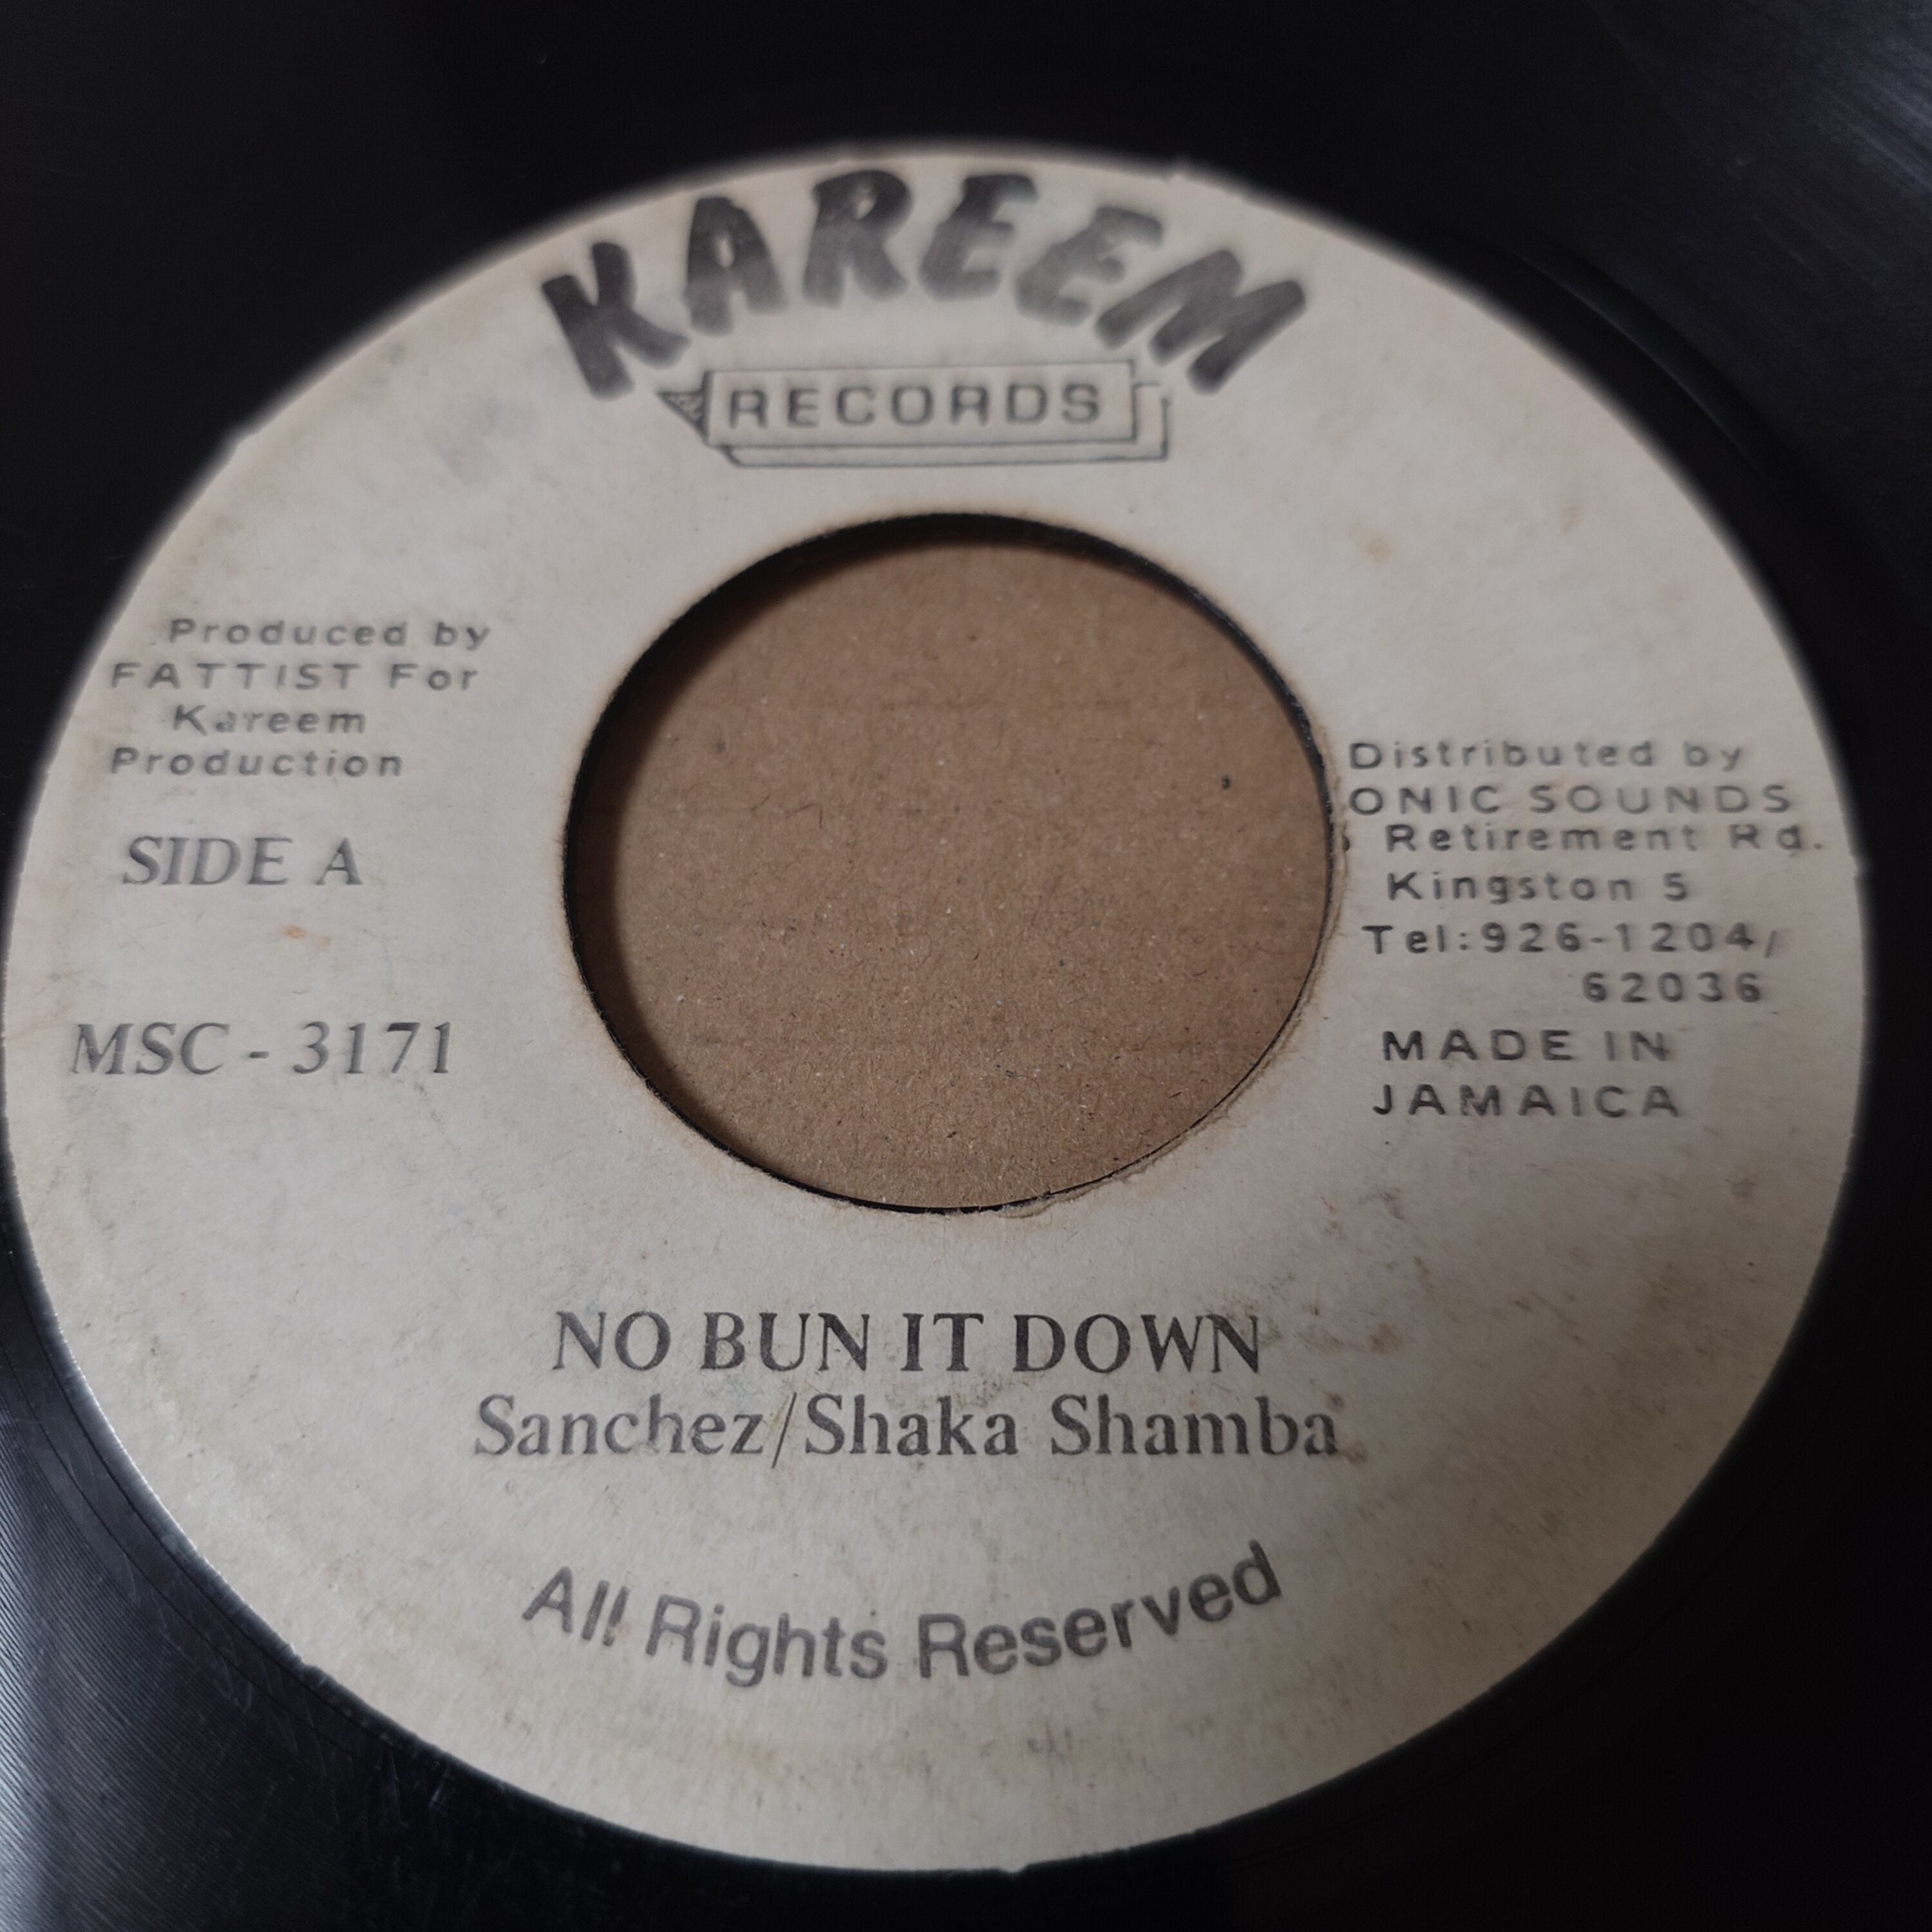 KAREEM
RECORDS
Produced by
FATTIST For
Kareem
Production
SIDE A
MSC - 3171
Distributed by
ONIC SOUNDS
Retirement Rd.
Kingston 5
Tel:926-1204/
62036
MADE IN
JAMAICA
NO BUN IT DOWN
Sanchez/Shaka Shamba
All Rights Reserved